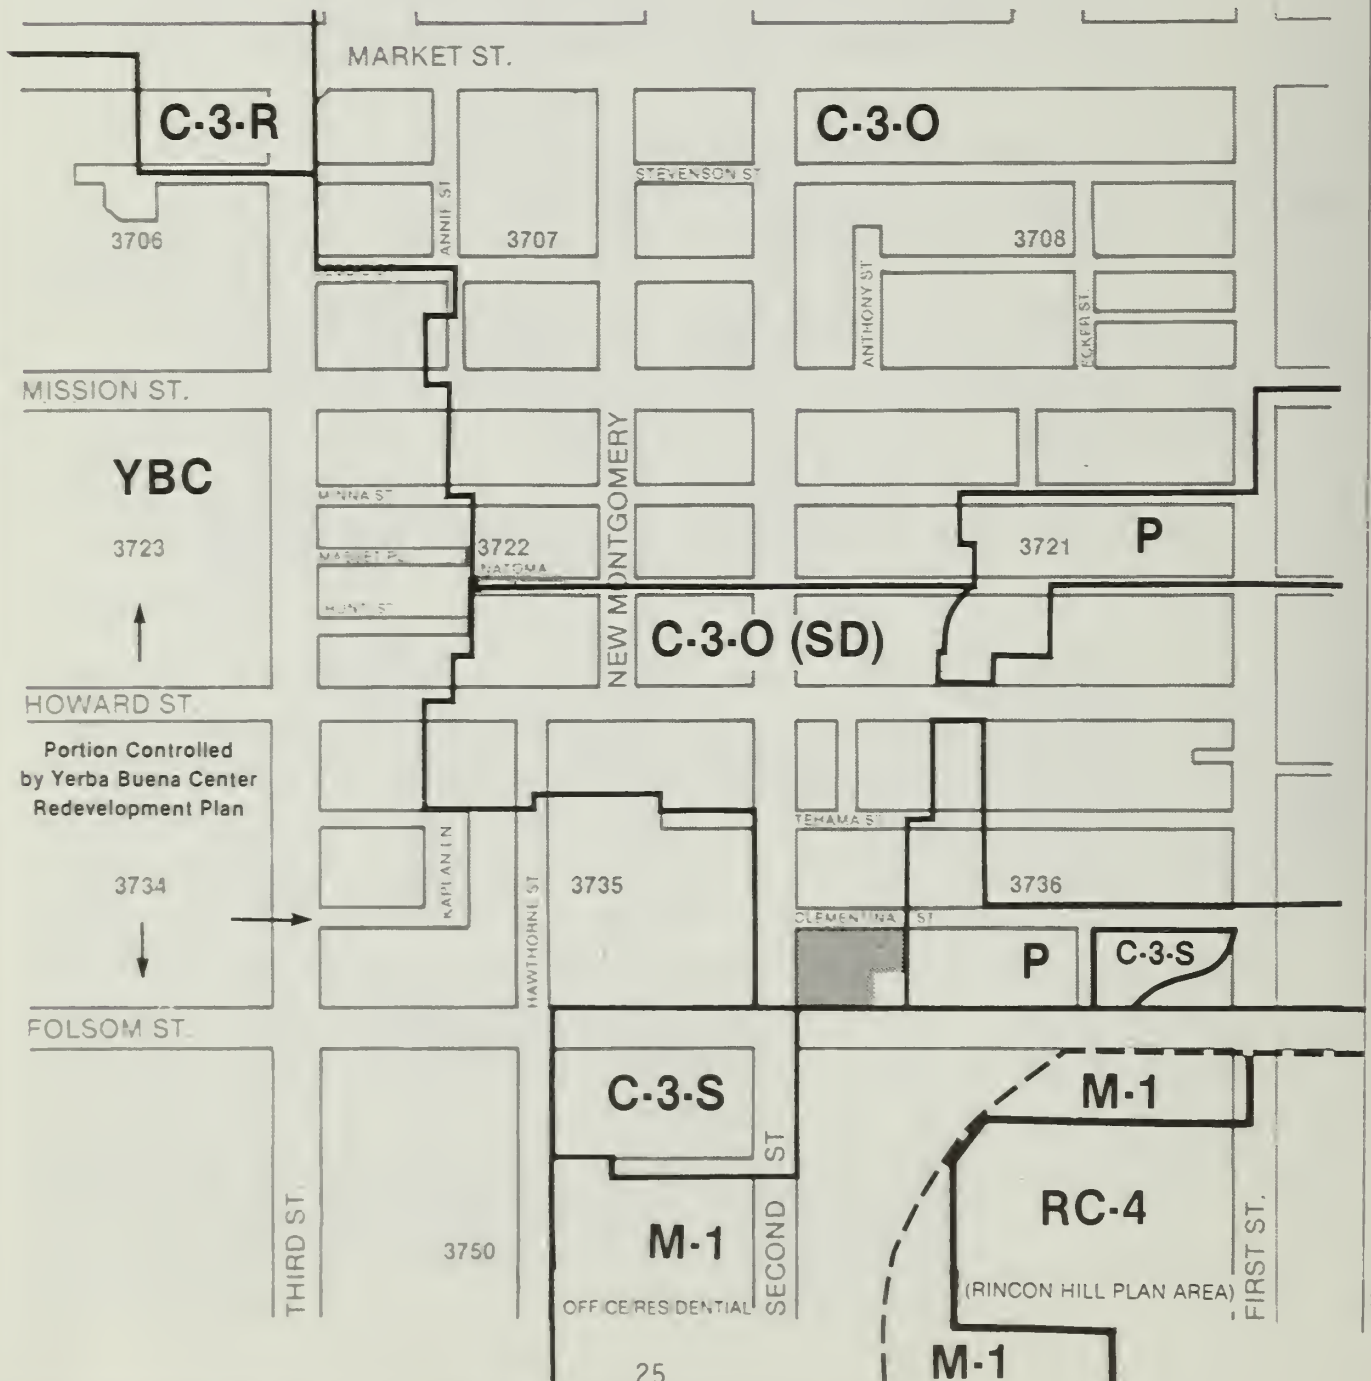 MARKET ST.
C-3-R
C-3-O
STEVENSON ST
ANNIE ST
3706
3707
3708
ANTHONY ST.
ECKER ST.
MISSION ST.
YBC
NEW MONTGOMERY
MINNA ST
3723
3722
3721
P
NATOMA
HUNT ST.
C-3-O (SD)
HOWARD ST.
Portion Controlled
by Yerba Buena Center
Redevelopment Plan
TEHAMA ST
KAPLAN LN
HAWTHORNE ST
3734
3735
3736
CLEMENTINA ST
P
C-3-S
FOLSOM ST.
C-3-S
M-1
THIRD ST.
SECOND ST
FIRST ST.
RC-4
3750
M-1
(RINCON HILL PLAN AREA)
OFFICE/RESIDENTIAL
M-1
25